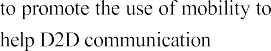 to promote the use of mobility to
help D2D communication